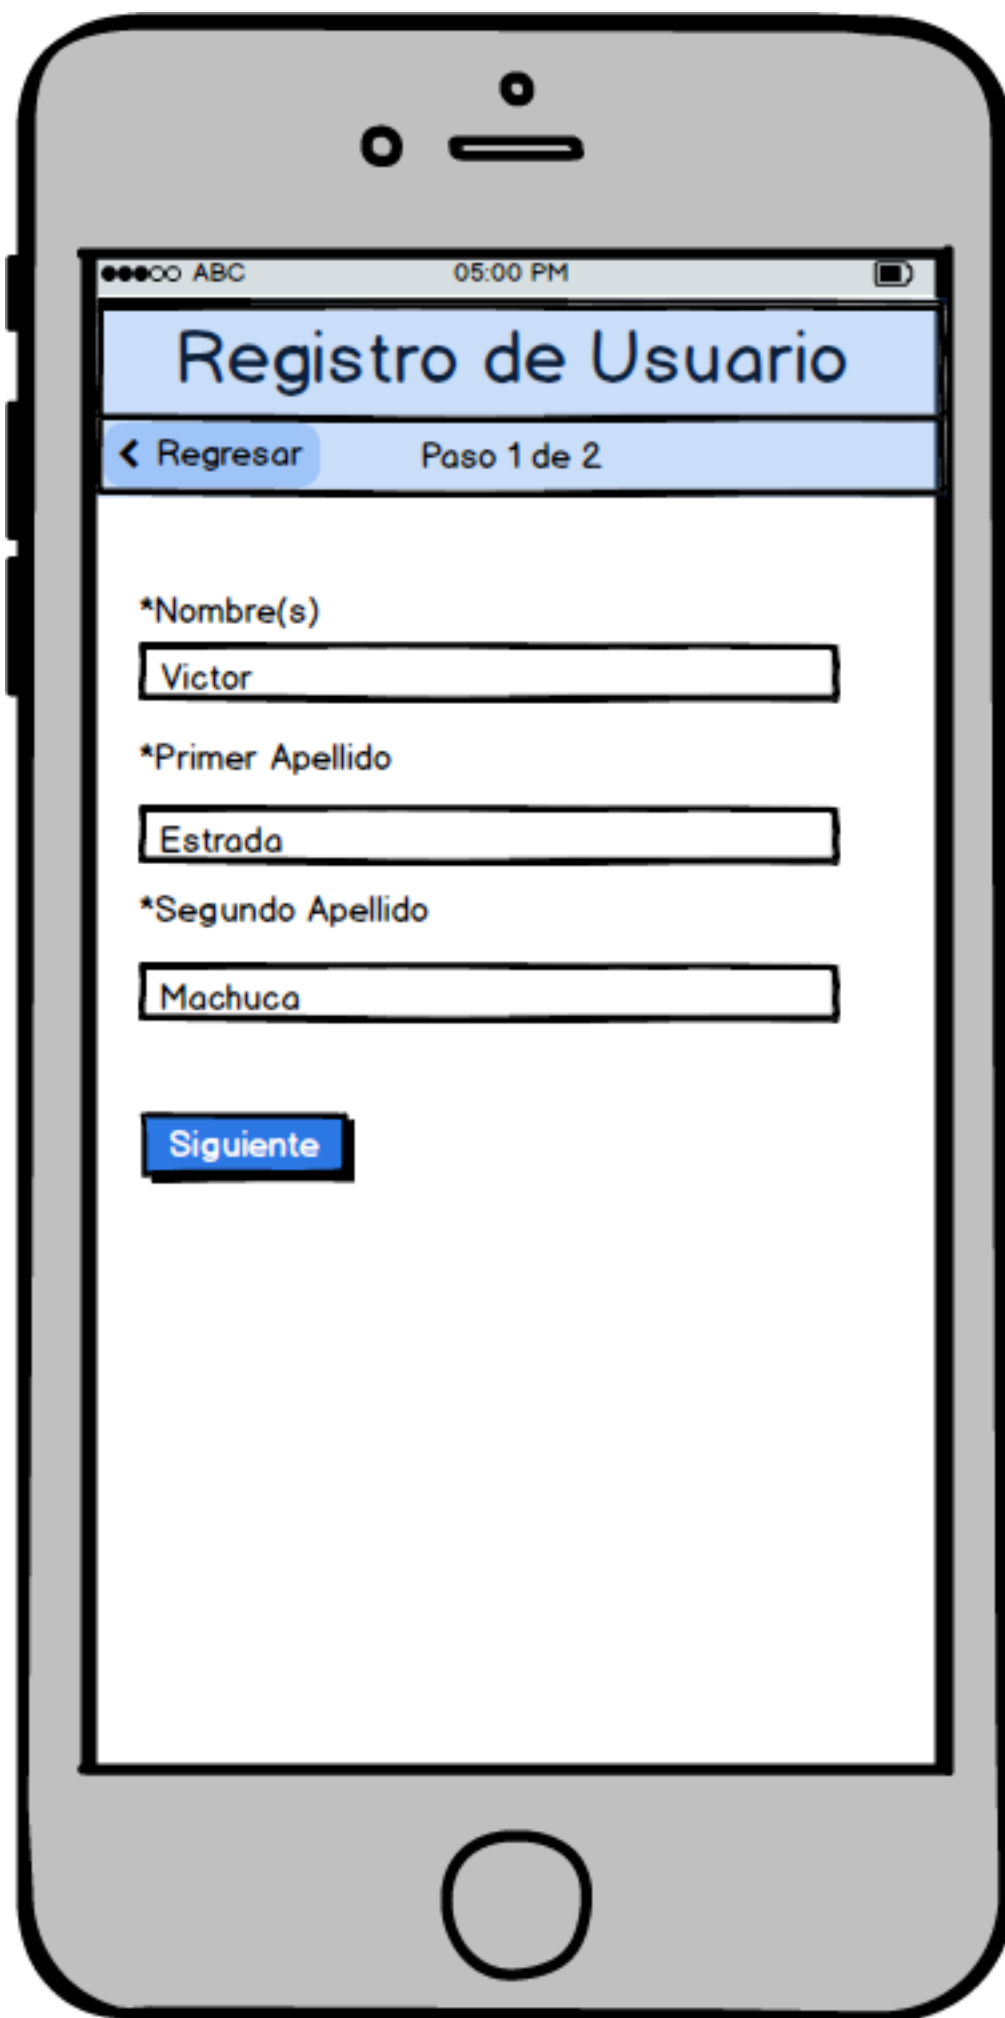 ABC 05:00 PM
Registro de Usuario
Regresar Paso 1 de 2
*Nombre(s)
Victor
*Primer Apellido
Estrada
*Segundo Apellido
Machuca
Siguiente